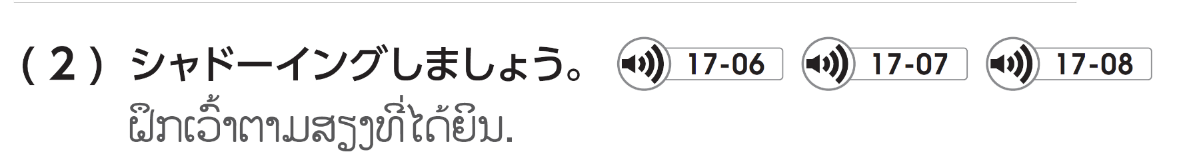 (2) シャドーイングしましょう。 17-06 17-07 17-08
ຝຶກເວົ້າຕາມສຽງທີ່ໄດ້ຍິນ.